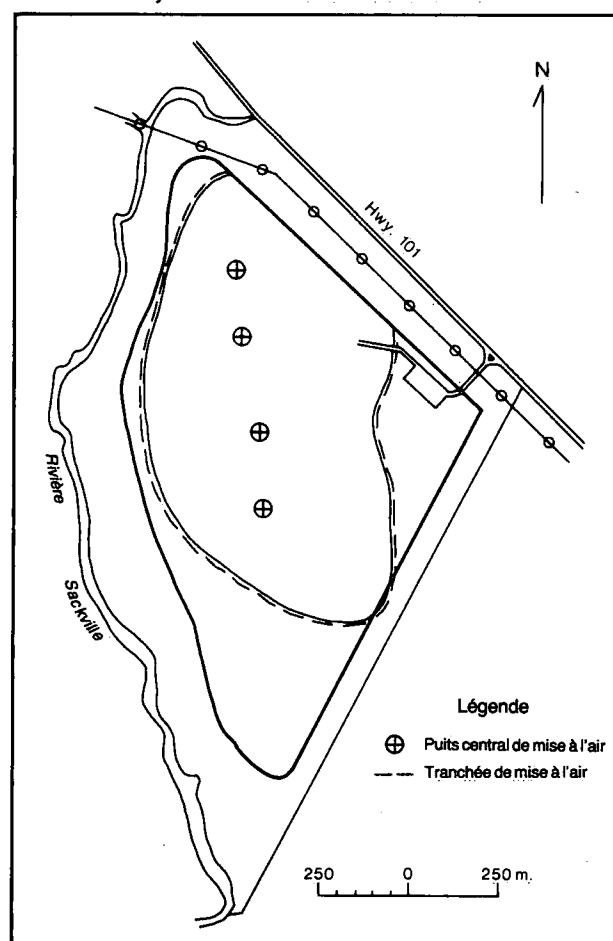 N
Hwy. 101
Rivière
Sackville
Légende
Puits central de mise à l'air
Tranchée de mise à l'air
250 0 250 m.